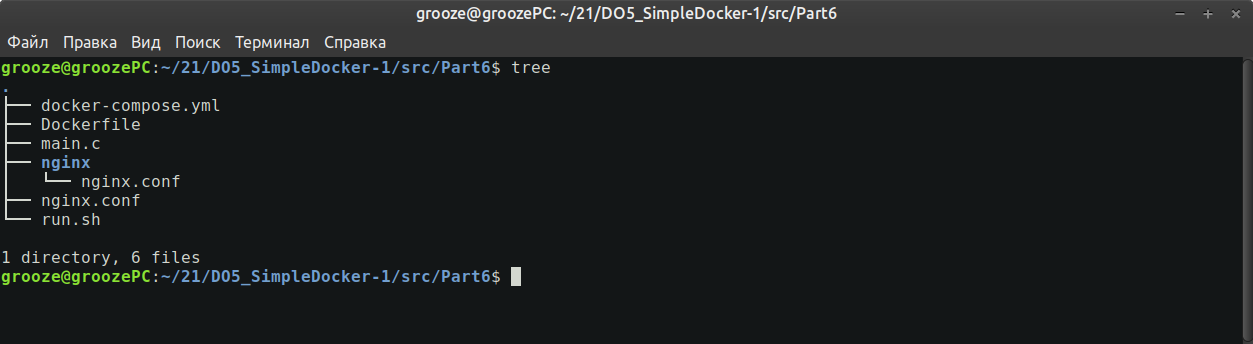 grooze@groozePC: ~/21/DO5_SimpleDocker-1/src/Part6
Файл Правка Вид Поиск Терминал Справка
grooze@groozePC:~/21/DO5_SimpleDocker-1/src/Part6$ tree
.
├── docker-compose.yml
├── Dockerfile
├── main.c
├── nginx
│   └── nginx.conf
├── nginx.conf
└── run.sh
1 directory, 6 files
grooze@groozePC:~/21/DO5_SimpleDocker-1/src/Part6$